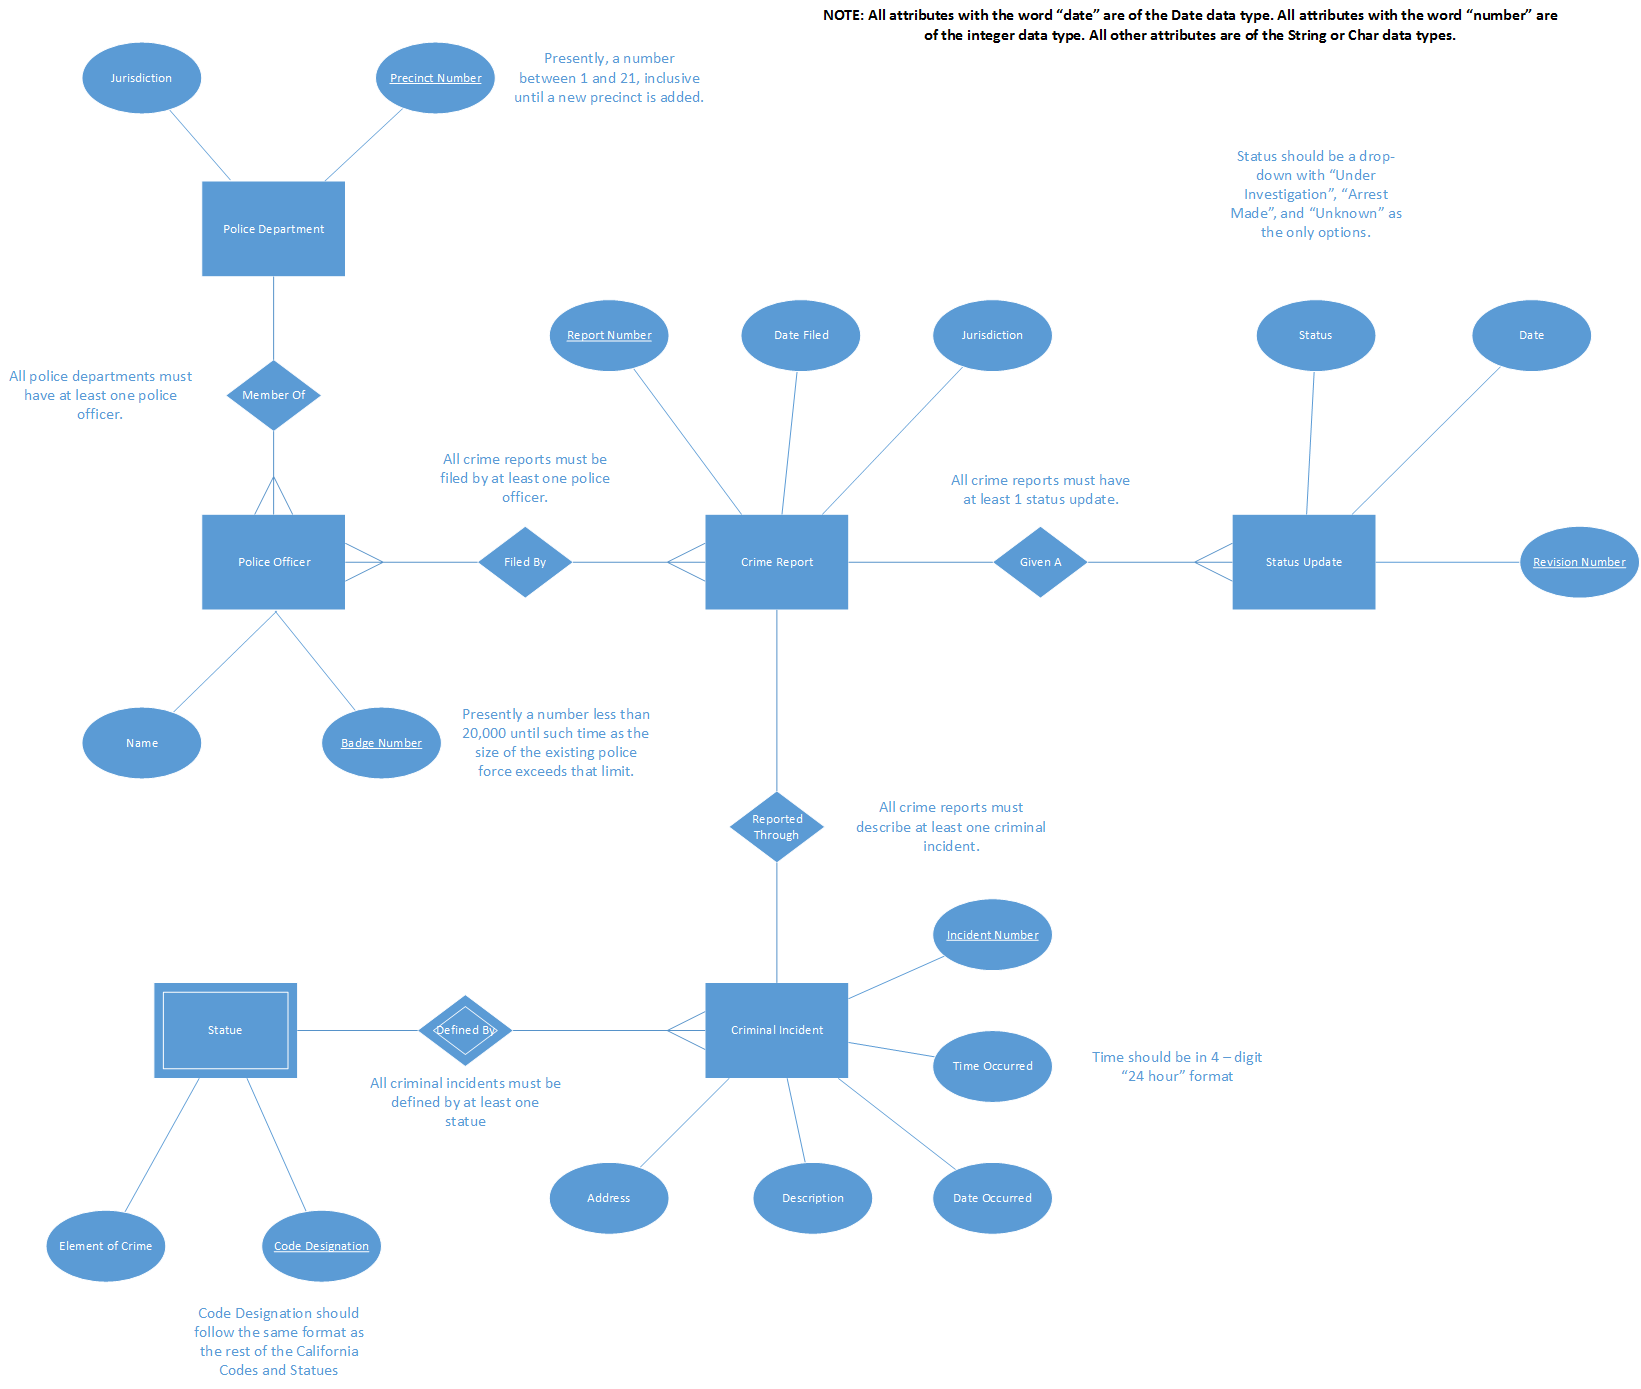 NOTE: All attributes with the word “date” are of the Date data type. All attributes with the word “number” are
of the integer data type. All other attributes are of the String or Char data types.
Jurisdiction
Precinct Number
Presently, a number
between 1 and 21, inclusive
until a new precinct is added.
Police Department
Status should be a drop-
down with “Under
Investigation”, “Arrest
Made”, and “Unknown” as
the only options.
Report Number
Date Filed
Jurisdiction
Status
Date
All police departments must
have at least one police
officer.
Member Of
All crime reports must be
filed by at least one police
officer.
All crime reports must have
at least 1 status update.
Police Officer
Filed By
Crime Report
Given A
Status Update
Revision Number
Name
Badge Number
Presently a number less than
20,000 until such time as the
size of the existing police
force exceeds that limit.
Reported
Through
All crime reports must
describe at least one criminal
incident.
Incident Number
Statue
Defined By
Criminal Incident
Time Occurred
Time should be in 4 – digit
“24 hour” format
All criminal incidents must be
defined by at least one
statue
Address
Description
Date Occurred
Element of Crime
Code Designation
Code Designation should
follow the same format as
the rest of the California
Codes and Statues